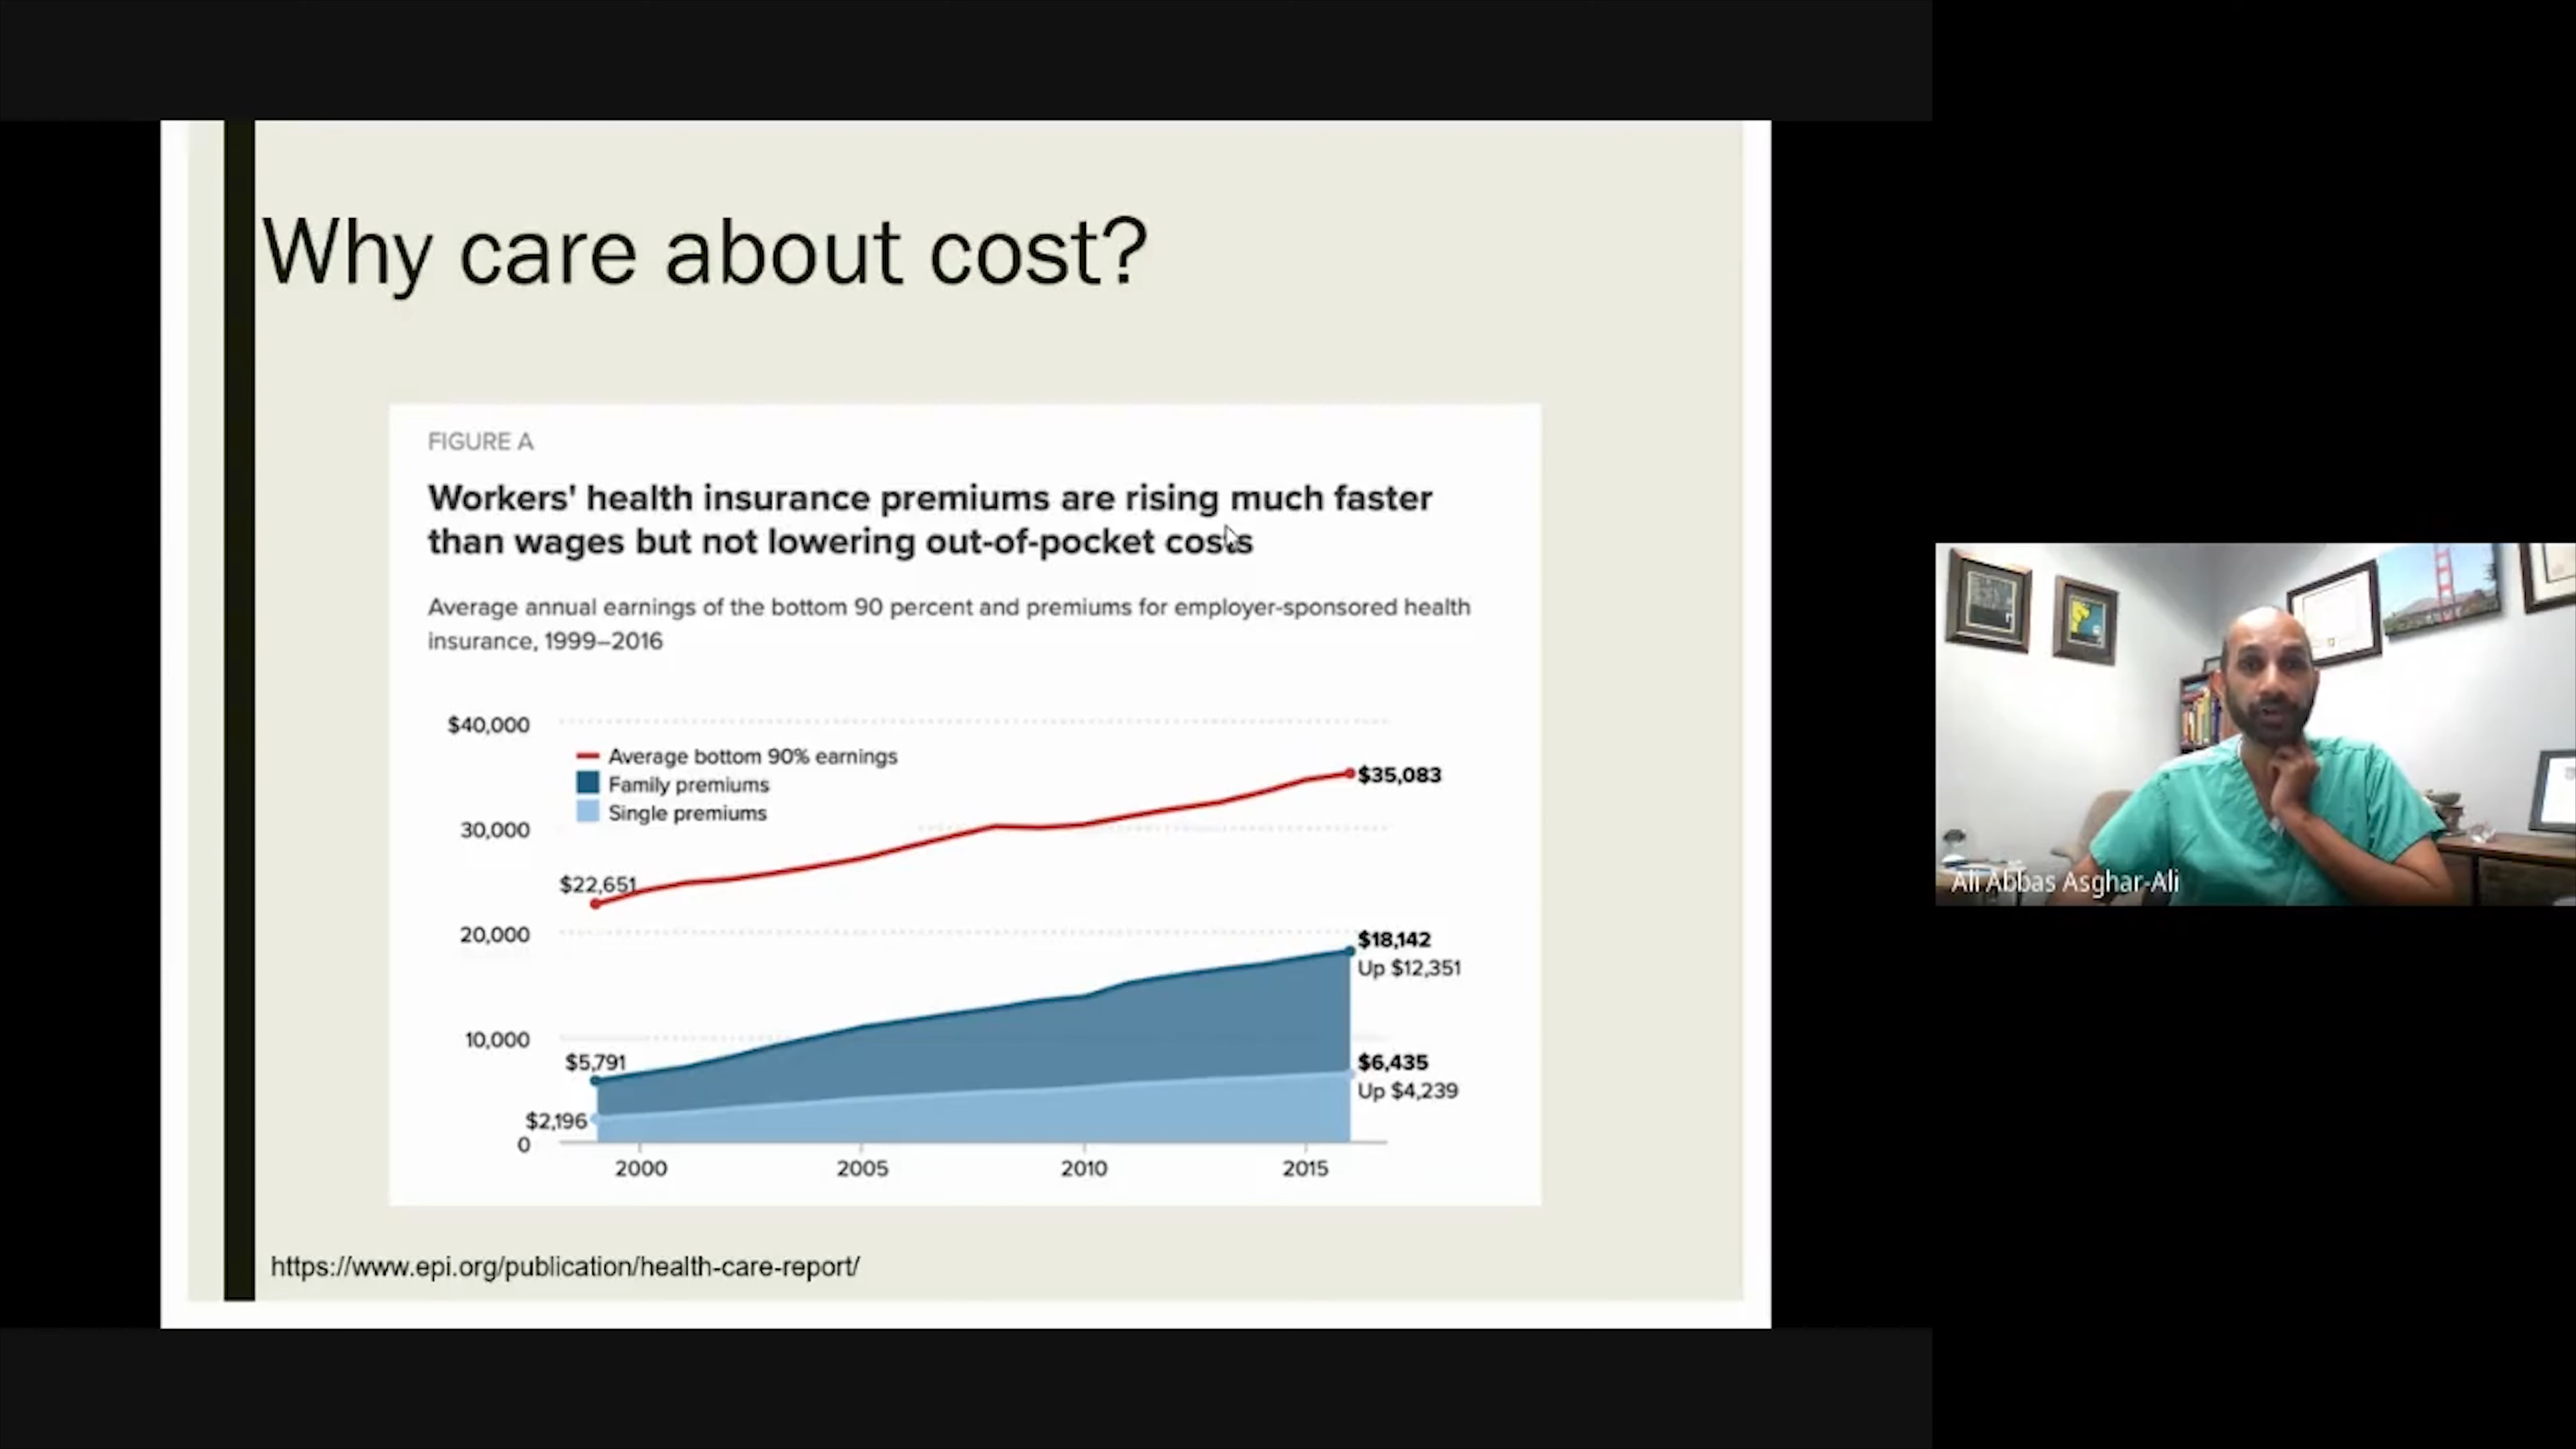 Why care about cost?
FIGURE A
Workers' health insurance premiums are rising much faster
than wages but not lowering out-of-pocket costs
Average annual earnings of the bottom 90 percent and premiums for employer-sponsored health
insurance, 1999–2016
$40,000
Average bottom 90% earnings
Family premiums
Single premiums
$35,083
30,000
$22,651
20,000
$18,142
Up $12,351
10,000
$5,791
$6,435
Up $4,239
$2,196
0
2000
2005
2010
2015
https://www.epi.org/publication/health-care-report/
Ali Abbas Asghar-Ali